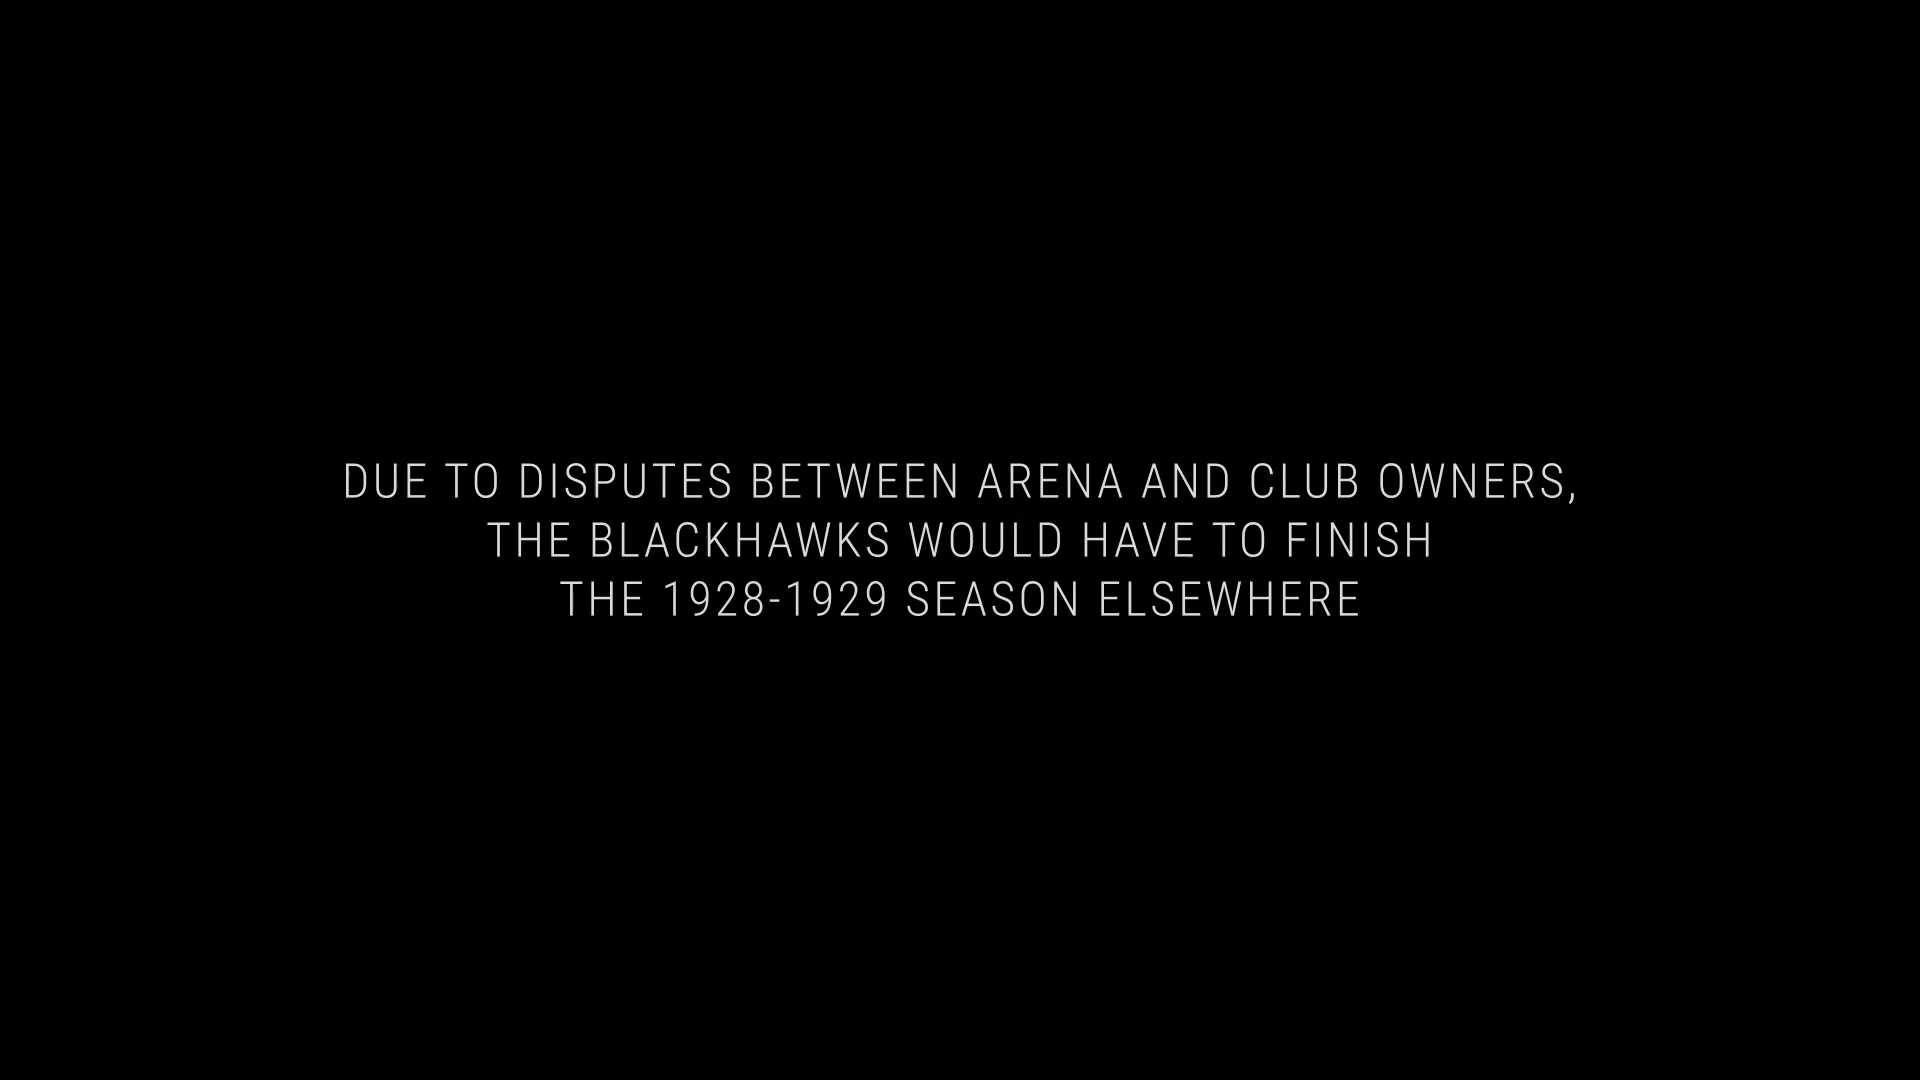 DUE TO DISPUTES BETWEEN ARENA AND CLUB OWNERS,
THE BLACKHAWKS WOULD HAVE TO FINISH
THE 1928-1929 SEASON ELSEWHERE